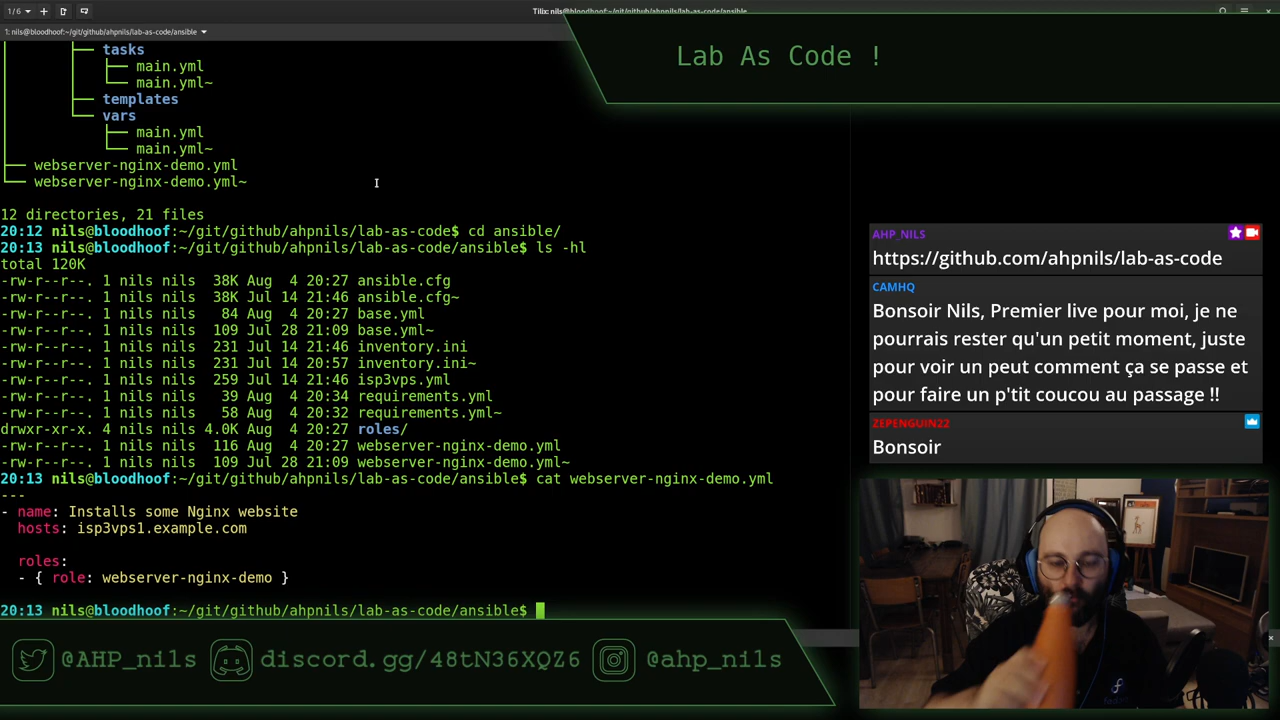 1/6
Tilix: nils@bloodhoof:~/git/github/ahpnils/lab-as-code/ansible
1: nils@bloodhoof:~/git/github/ahpnils/lab-as-code/ansible
Lab As Code !
tasks
main.yml
main.yml~
templates
vars
main.yml
main.yml~
webserver-nginx-demo.yml
webserver-nginx-demo.yml~
12 directories, 21 files
20:12 nils@bloodhoof:~/git/github/ahpnils/lab-as-code$ cd ansible/
20:13 nils@bloodhoof:~/git/github/ahpnils/lab-as-code/ansible$ ls -hl
total 120K
-rw-r--r--. 1 nils nils  38K Aug  4 20:27 ansible.cfg
-rw-r--r--. 1 nils nils  38K Jul 14 21:46 ansible.cfg~
-rw-r--r--. 1 nils nils   84 Aug  4 20:27 base.yml
-rw-r--r--. 1 nils nils  109 Jul 28 21:09 base.yml~
-rw-r--r--. 1 nils nils  231 Jul 14 21:46 inventory.ini
-rw-r--r--. 1 nils nils  231 Jul 14 20:57 inventory.ini~
-rw-r--r--. 1 nils nils  259 Jul 14 21:46 isp3vps.yml
-rw-r--r--. 1 nils nils   39 Aug  4 20:34 requirements.yml
-rw-r--r--. 1 nils nils   58 Aug  4 20:32 requirements.yml~
drwxr-xr-x. 4 nils nils 4.0K Aug  4 20:27 roles/
-rw-r--r--. 1 nils nils  116 Aug  4 20:27 webserver-nginx-demo.yml
-rw-r--r--. 1 nils nils  109 Jul 28 21:09 webserver-nginx-demo.yml~
20:13 nils@bloodhoof:~/git/github/ahpnils/lab-as-code/ansible$ cat webserver-nginx-demo.yml
---
- name: Installs some Nginx website
hosts: isp3vps1.example.com
roles:
- { role: webserver-nginx-demo }
20:13 nils@bloodhoof:~/git/github/ahpnils/lab-as-code/ansible$
AHP_NILS
https://github.com/ahpnils/lab-as-code
CAMHQ
Bonsoir Nils, Premier live pour moi, je ne
pourrais rester qu'un petit moment, juste
pour voir un peut comment ça se passe et
pour faire un p'tit coucou au passage !!
ZEPENGUIN22
Bonsoir
@AHP_nils
discord.gg/48tN36XQZ6
@ahp_nils